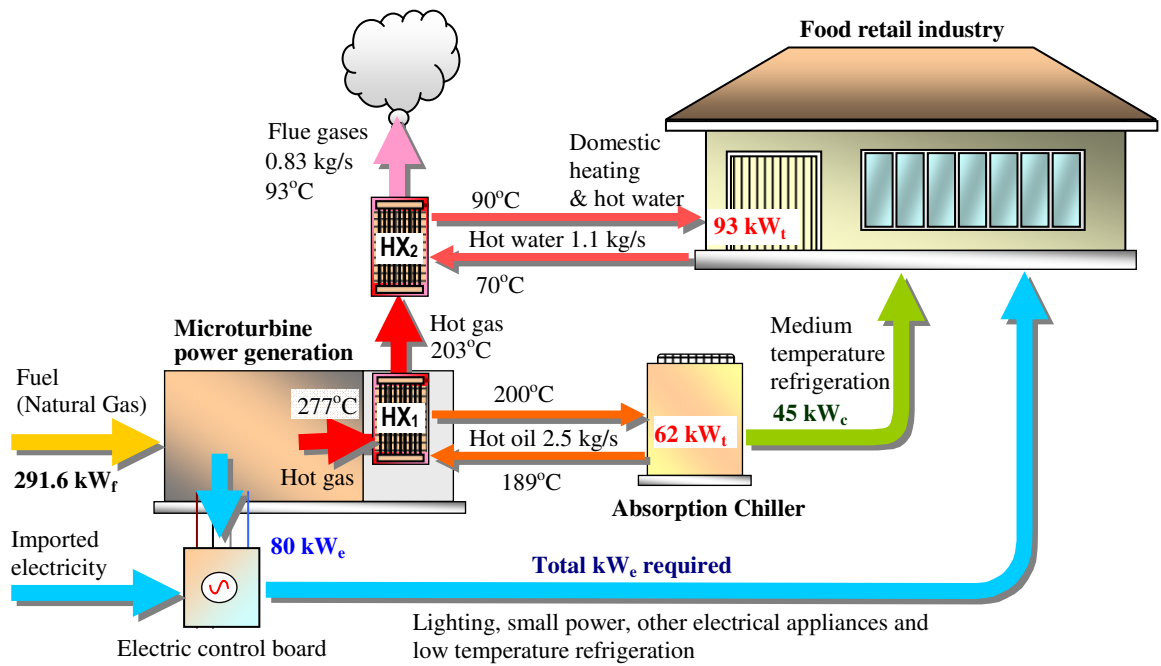 Food retail industry
Flue gases
0.83 kg/s
93°C
Domestic
heating
& hot water
90°C
93 kWt
HX2
Hot water 1.1 kg/s
70°C
Microturbine
power generation
Hot gas
203°C
Medium
temperature
refrigeration
45 kWc
Fuel
(Natural Gas)
291.6 kWf
277°C
HX1
Hot gas
200°C
62 kWt
Hot oil 2.5 kg/s
189°C
Absorption Chiller
Imported
electricity
80 kWe
Total kWe required
Electric control board
Lighting, small power, other electrical appliances and
low temperature refrigeration